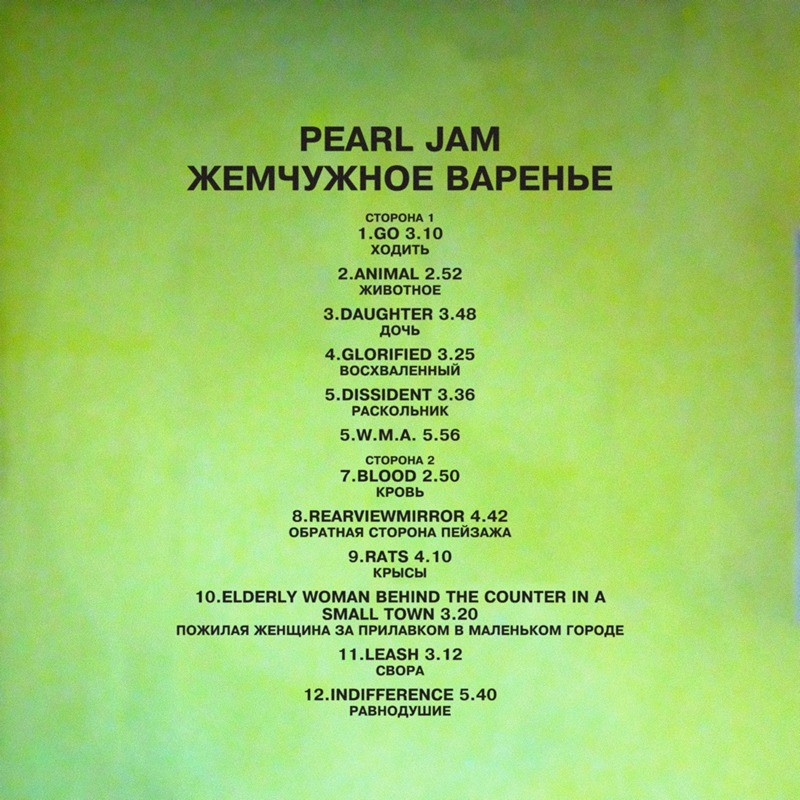 PEARL JAM
ЖЕМЧУЖНОЕ ВАРЕНЬЕ
СТОРОНА 1
1.GO 3.10
ХОДИТЬ
2.ANIMAL 2.52
ЖИВОТНОЕ
3.DAUGHTER 3.48
ДОЧЬ
4.GLORIFIED 3.25
ВОСХВАЛЕННЫЙ
5.DISSIDENT 3.36
РАСКОЛЬНИК
5.W.M.A. 5.56
СТОРОНА 2
7.BLOOD 2.50
КРОВЬ
8.REARVIEWMIRROR 4.42
ОБРАТНАЯ СТОРОНА ПЕЙЗАЖА
9.RATS 4.10
КРЫСЫ
10.ELDERLY WOMAN BEHIND THE COUNTER IN A
SMALL TOWN 3.20
ПОЖИЛАЯ ЖЕНЩИНА ЗА ПРИЛАВКОМ В МАЛЕНЬКОМ ГОРОДЕ
11.LEASH 3.12
СВОРА
12.INDIFFERENCE 5.40
РАВНОДУШИЕ